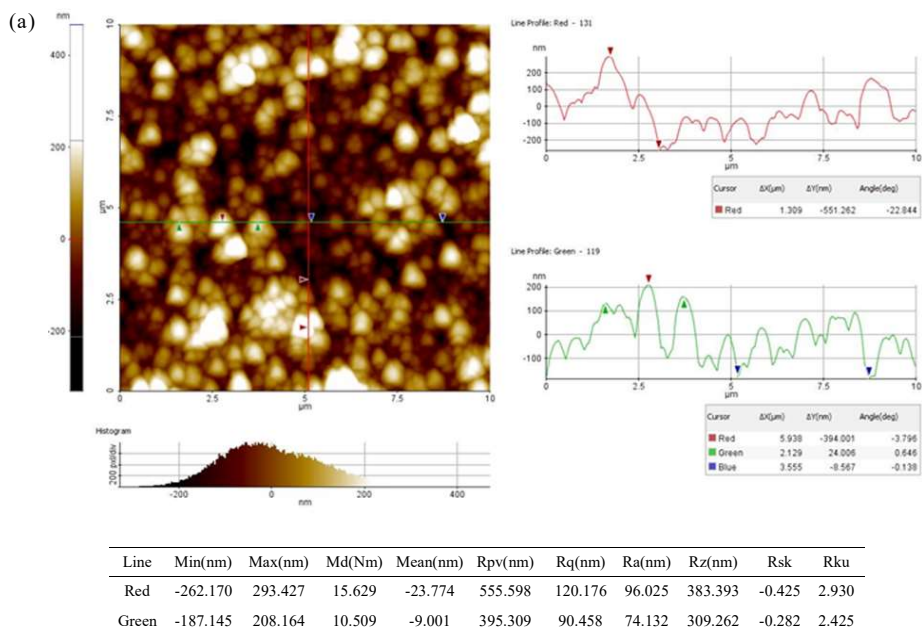 (a)
nm
400
200
0
-200
10
7.5
5
2.5
0
μm
0 2.5 5 7.5 10
μm
Line Profile: Red - 131
nm
200
100
0
-100
-200
0 2.5 5 7.5 10
μm
Cursor ΔX(μm) ΔY(nm) Angle(deg)
Red 1.309 -551.262 -22.844
Line Profile: Green - 119
nm
200
100
0
-100
0 2.5 5 7.5 10
μm
Cursor ΔX(μm) ΔY(nm) Angle(deg)
Red 5.938 -394.001 -3.796
Green 2.129 24.006 0.646
Blue 3.555 -8.567 -0.138
Histogram
200 pxl/div
-200 0 200 400
nm
Line Min(nm) Max(nm) Md(Nm) Mean(nm) Rpv(nm) Rq(nm) Ra(nm) Rz(nm) Rsk Rku
Red -262.170 293.427 15.629 -23.774 555.598 120.176 96.025 383.393 -0.425 2.930
Green -187.145 208.164 10.509 -9.001 395.309 90.458 74.132 309.262 -0.282 2.425